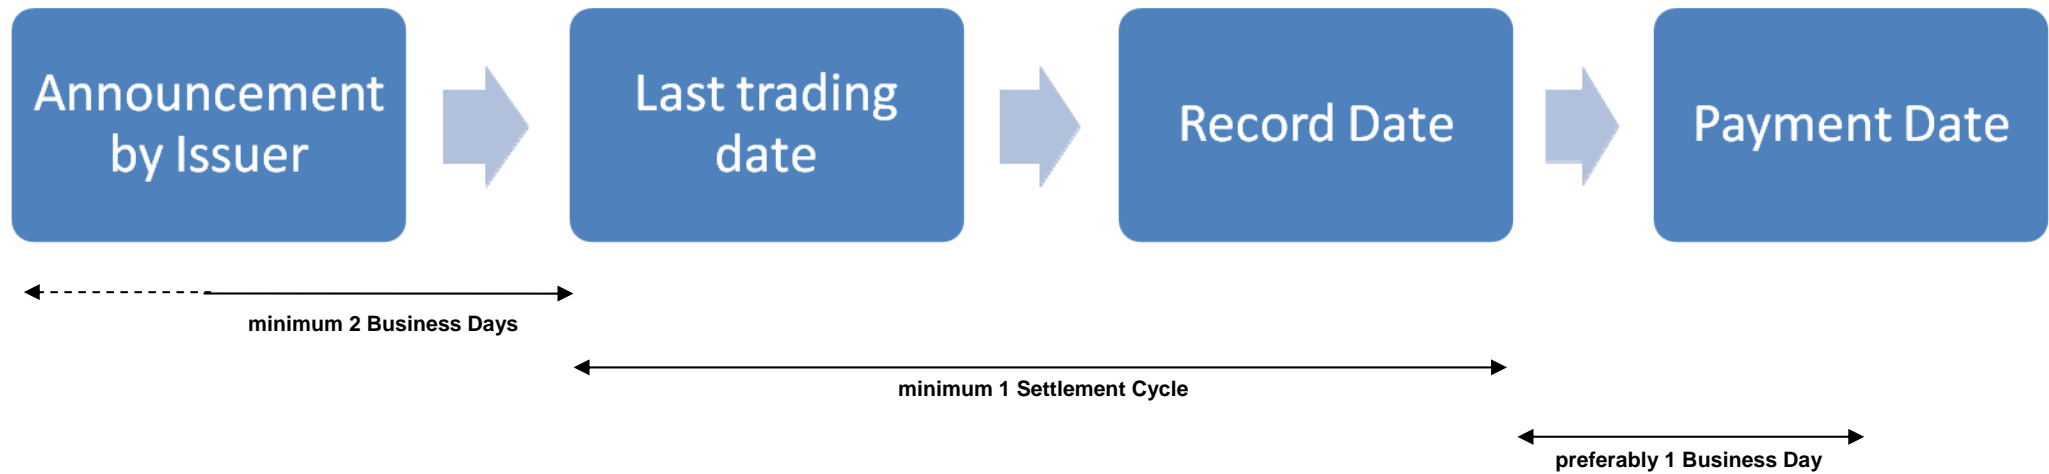 Announcement
by Issuer
Last trading
date
Record Date
Payment Date
minimum 2 Business Days
minimum 1 Settlement Cycle
preferably 1 Business Day